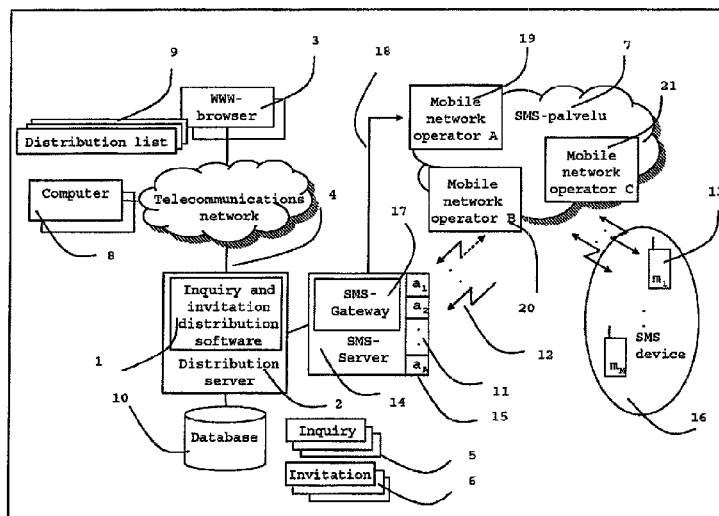 9
3
18
19
7
WWW-
browser
Mobile
network
operator A
SMS-palvelu
21
Distribution list
Mobile
network
operator C
Computer
Telecommunications
network
4
17
Mobile
network
operator B
13
8
m₁
Inquiry and
invitation
distribution
software
SMS-
Gateway
a₁
a₂
.
.
20
SMS-Server
12
SMS
device
1
Distribution
server
11
mM
10
2
14
aA
15
16
Database
Inquiry
5
Invitation
6